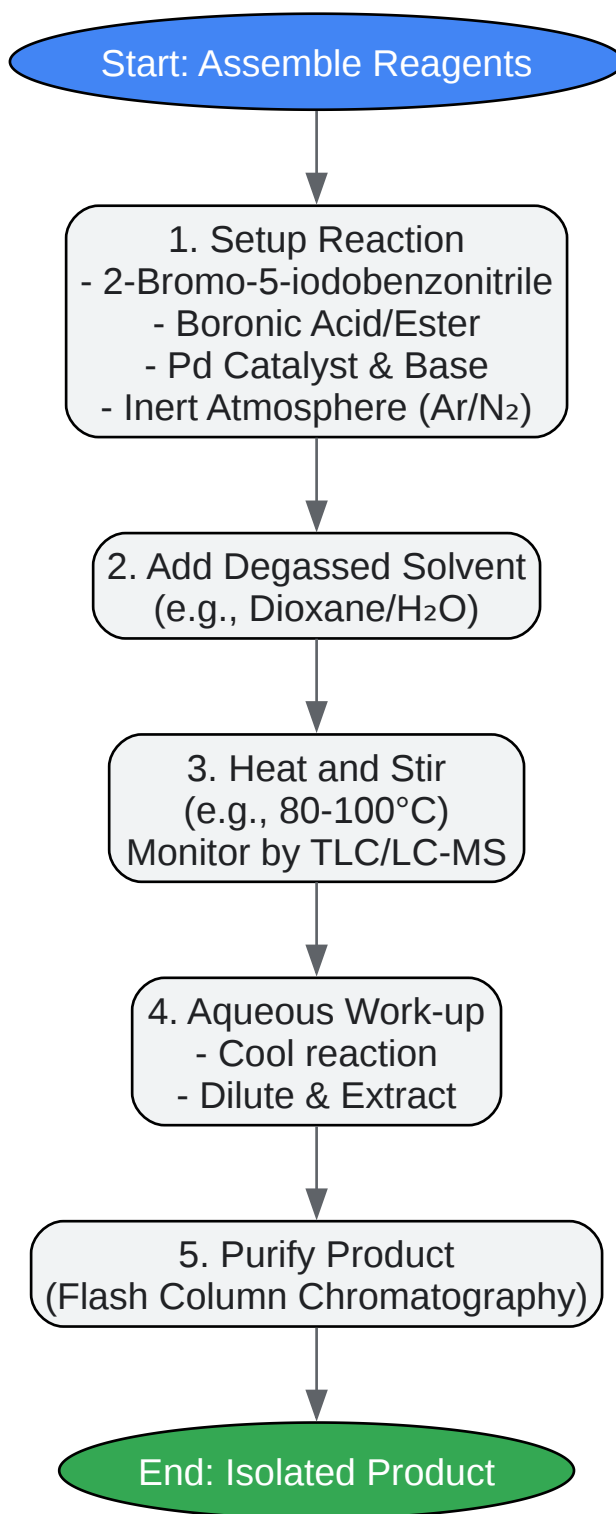 Start: Assemble Reagents
1. Setup Reaction
- 2-Bromo-5-iodobenzonitrile
- Boronic Acid/Ester
- Pd Catalyst & Base
- Inert Atmosphere (Ar/N₂)
2. Add Degassed Solvent
(e.g., Dioxane/H₂O)
3. Heat and Stir
(e.g., 80-100°C)
Monitor by TLC/LC-MS
4. Aqueous Work-up
- Cool reaction
- Dilute & Extract
5. Purify Product
(Flash Column Chromatography)
End: Isolated Product